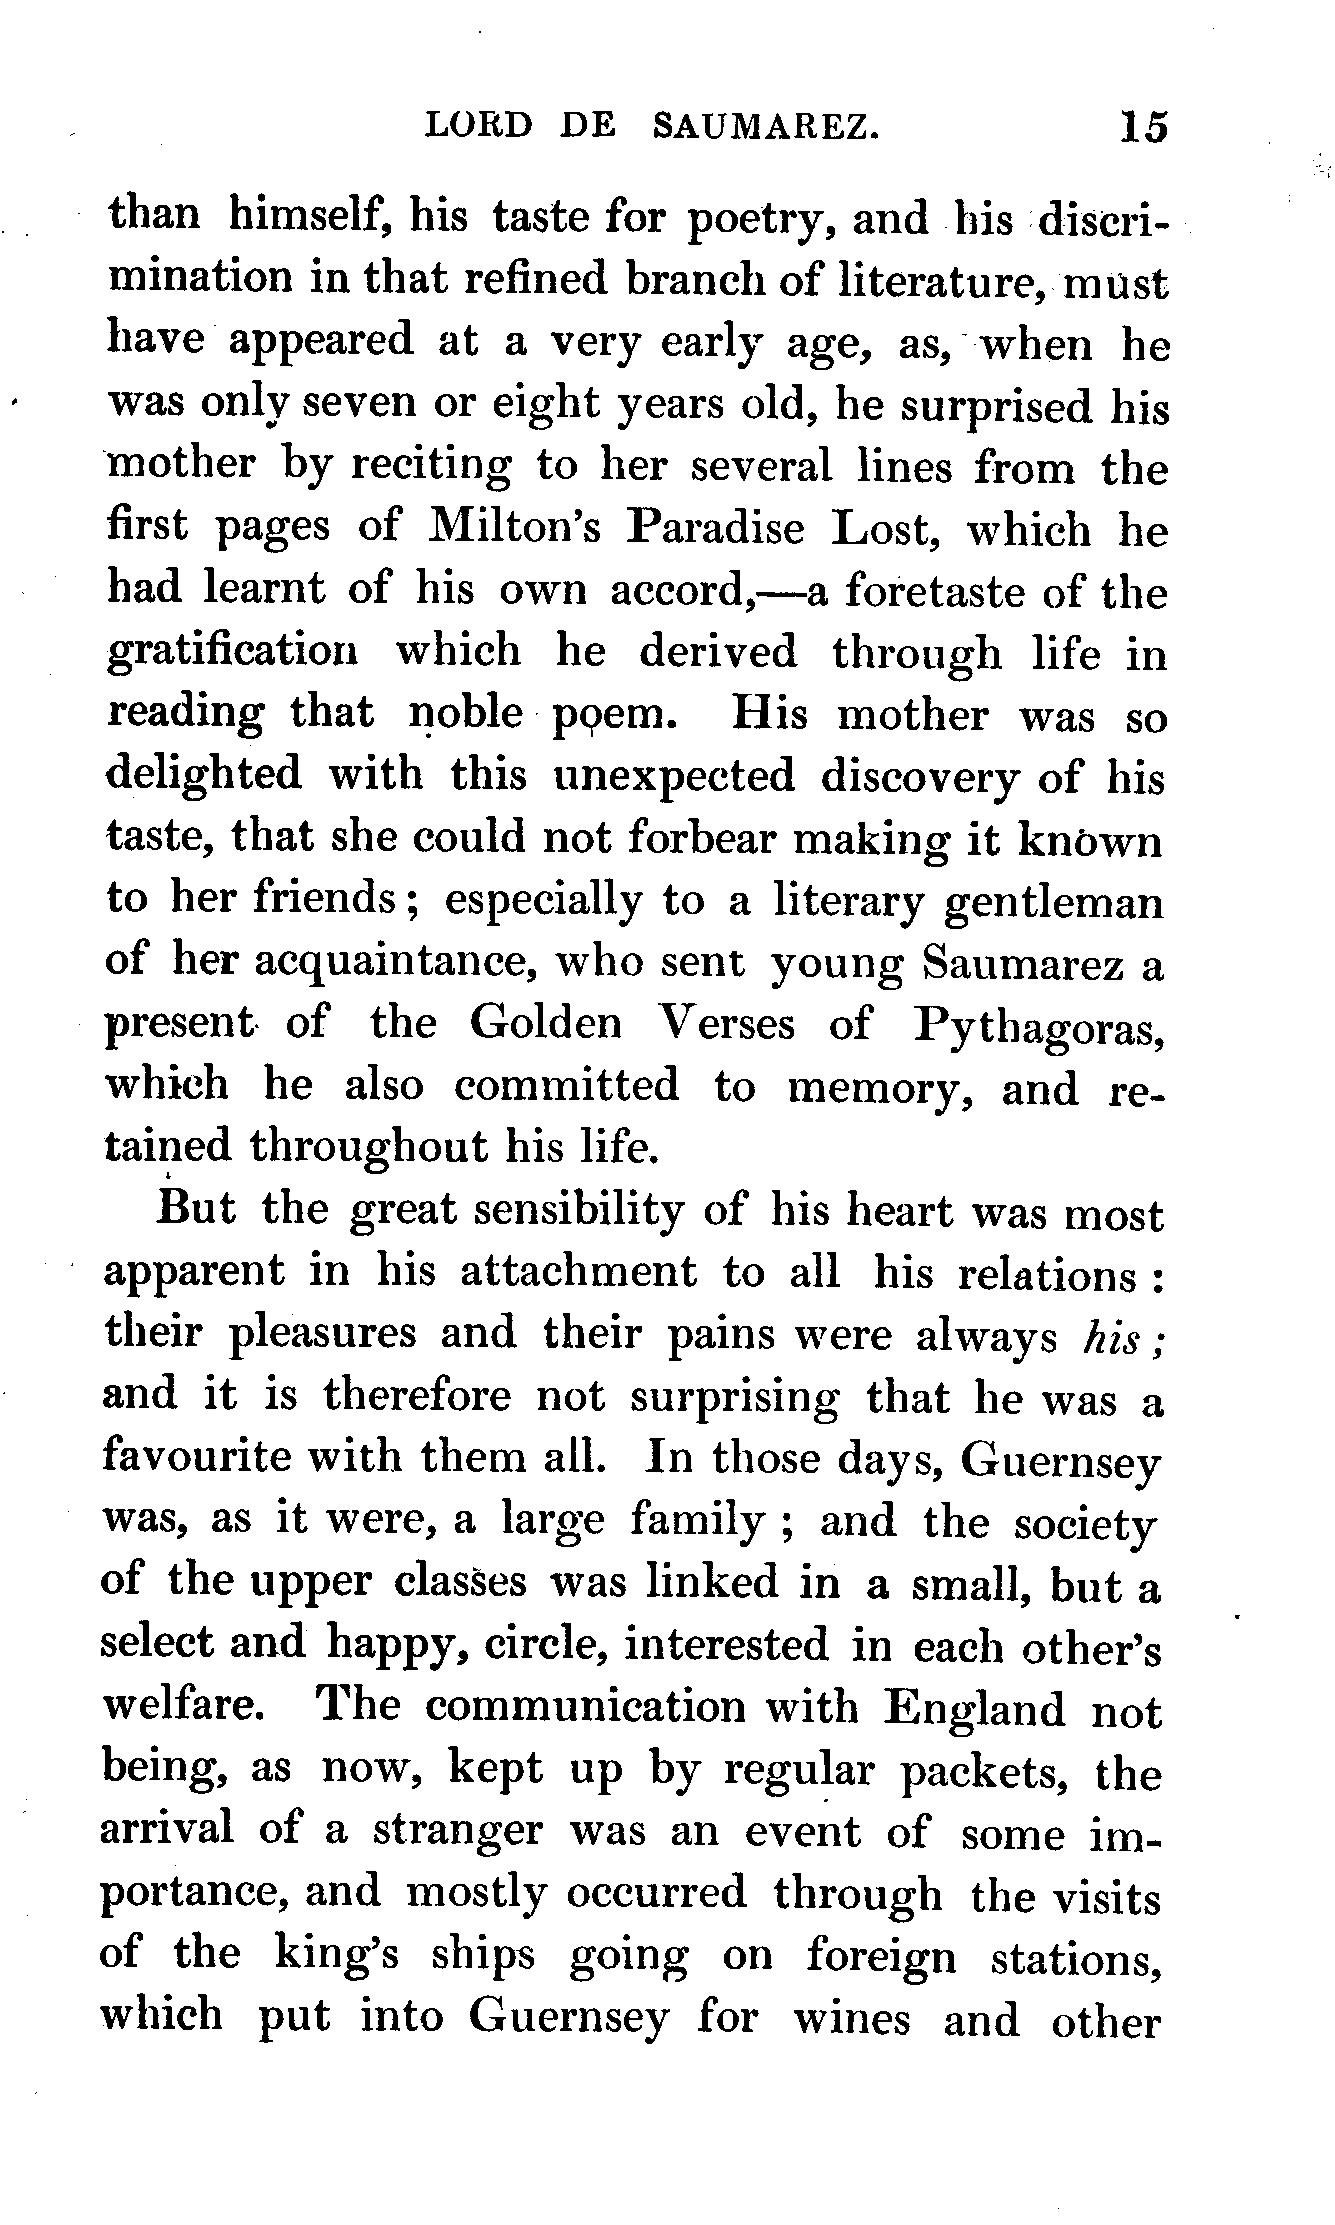 LORD DE SAUMAREZ. 15
than himself, his taste for poetry, and his discri-
mination in that refined branch of literature, must
have appeared at a very early age, as, when he
was only seven or eight years old, he surprised his
mother by reciting to her several lines from the
first pages of Milton's Paradise Lost, which he
had learnt of his own accord,—a foretaste of the
gratification which he derived through life in
reading that noble poem. His mother was so
delighted with this unexpected discovery of his
taste, that she could not forbear making it known
to her friends ; especially to a literary gentleman
of her acquaintance, who sent young Saumarez a
present of the Golden Verses of Pythagoras,
which he also committed to memory, and re-
tained throughout his life.
But the great sensibility of his heart was most
apparent in his attachment to all his relations :
their pleasures and their pains were always his ;
and it is therefore not surprising that he was a
favourite with them all. In those days, Guernsey
was, as it were, a large family ; and the society
of the upper classes was linked in a small, but a
select and happy, circle, interested in each other's
welfare. The communication with England not
being, as now, kept up by regular packets, the
arrival of a stranger was an event of some im-
portance, and mostly occurred through the visits
of the king's ships going on foreign stations,
which put into Guernsey for wines and other